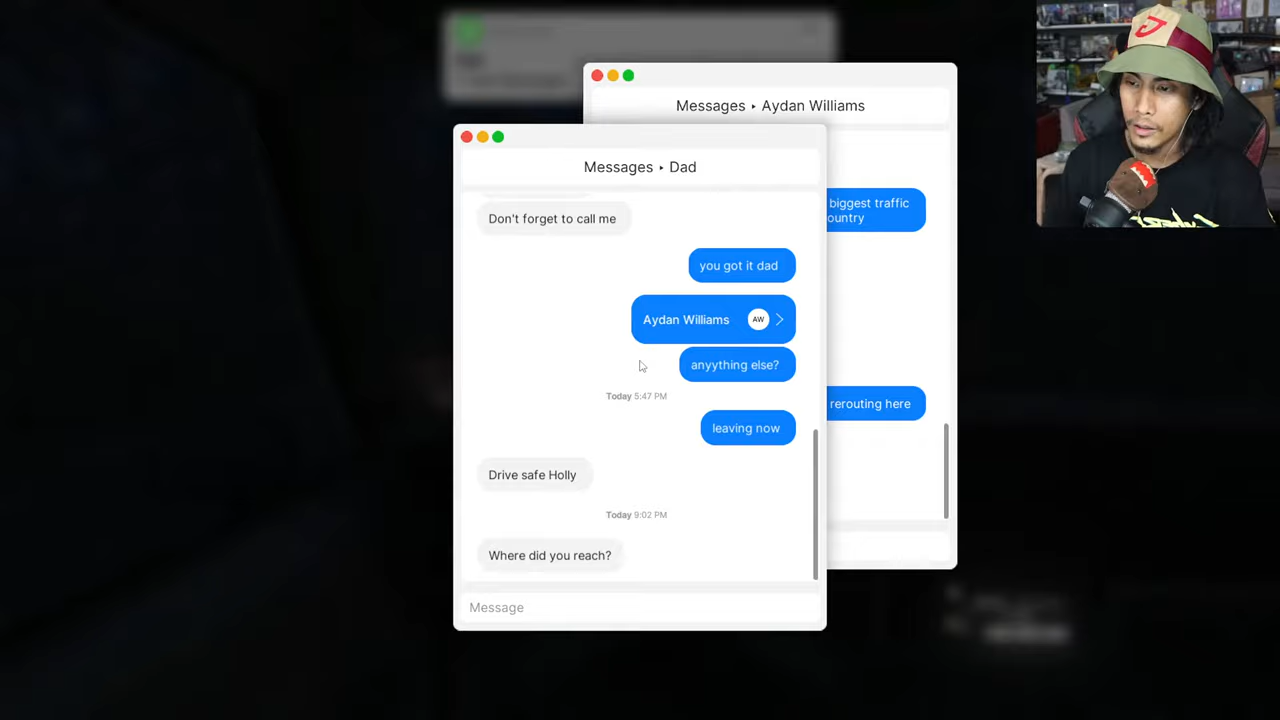 Messages ▸ Aydan Williams
Messages ▸ Dad
biggest traffic
ountry
Don't forget to call me
you got it dad
Aydan Williams AW
anyything else?
Today 5:47 PM
rerouting here
leaving now
Drive safe Holly
Today 9:02 PM
Where did you reach?
Message